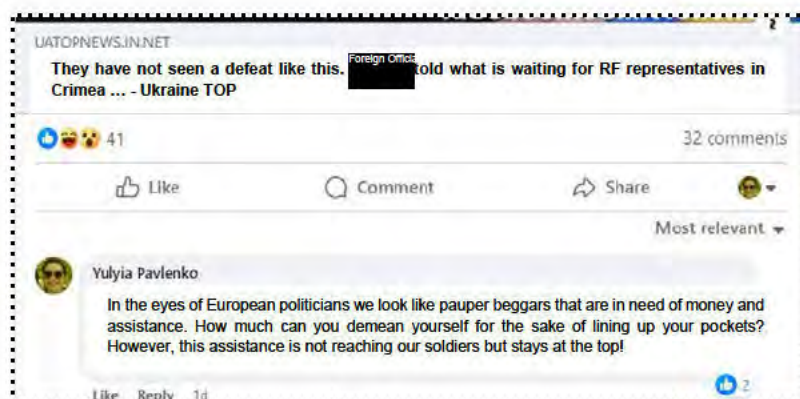 UATOPNEWS.IN.NET
They have not seen a defeat like this. Foreign Officia told what is waiting for RF representatives in
Crimea ... - Ukraine TOP
41
32 comments
Like Comment Share
Most relevant
Yulyia Pavlenko
In the eyes of European politicians we look like pauper beggars that are in need of money and
assistance. How much can you demean yourself for the sake of lining up your pockets?
However, this assistance is not reaching our soldiers but stays at the top!
2
Like Reply 1d